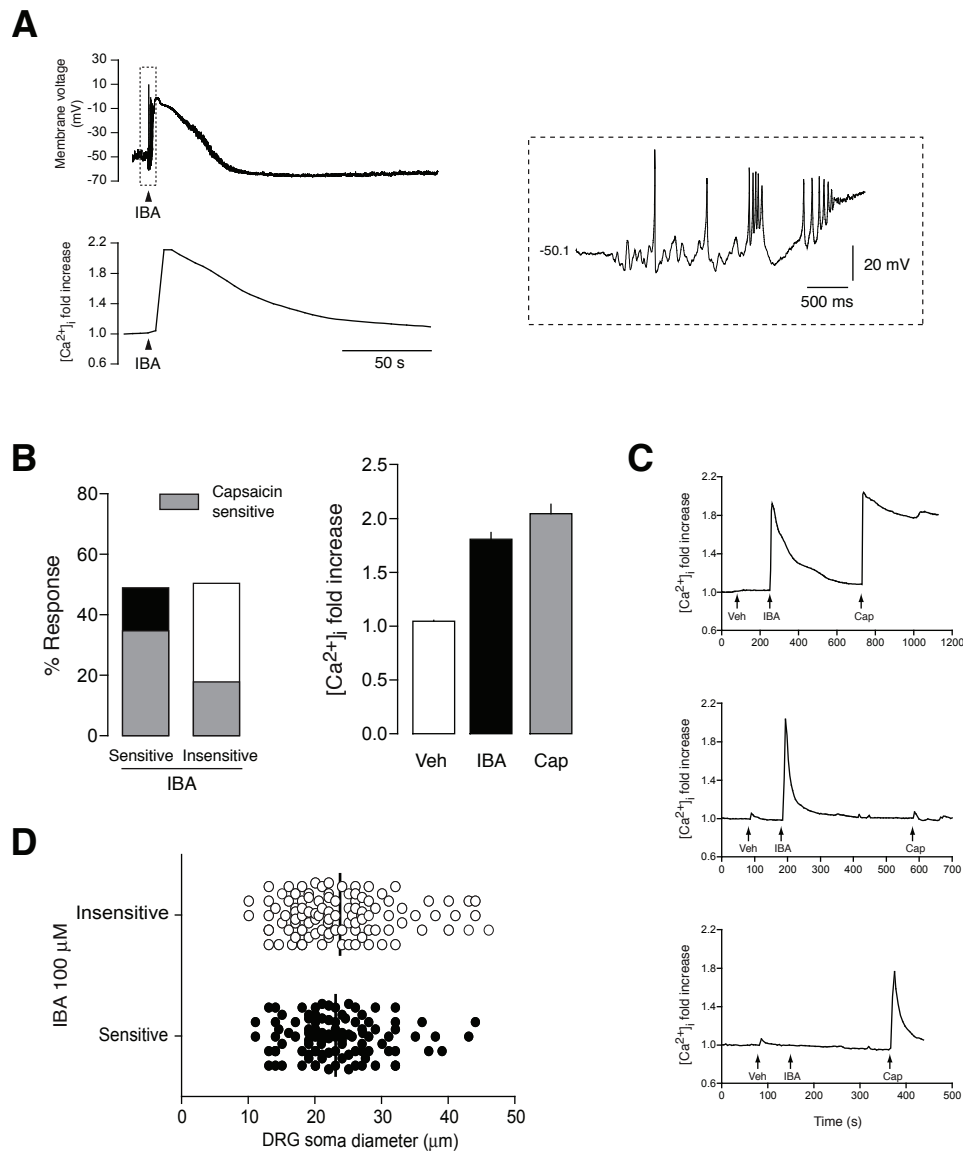 A
30
10
-10
-30
-50
-70
Membrane voltage
(mV)
IBA
2.2
1.8
1.4
1.0
0.6
[Ca²⁺]ᵢ fold increase
IBA
50 s
-50.1
20 mV
500 ms
B
80
60
40
20
0
% Response
Capsaicin
sensitive
Sensitive
Insensitive
IBA
2.5
2.0
1.5
1.0
0.5
0.0
[Ca²⁺]ᵢ fold increase
Veh
IBA
Cap
C
2.2
1.8
1.4
1.0
0.6
[Ca²⁺]ᵢ fold increase
Veh
IBA
Cap
0 200 400 600 800 1000 1200
2.2
1.8
1.4
1.0
0.6
[Ca²⁺]ᵢ fold increase
Veh
IBA
Cap
0 100 200 300 400 500 600 700
2.2
1.8
1.4
1.0
0.6
[Ca²⁺]ᵢ fold increase
Veh
IBA
Cap
0 100 200 300 400 500
Time (s)
D
IBA 100 μM
Insensitive
Sensitive
0 10 20 30 40 50
DRG soma diameter (μm)